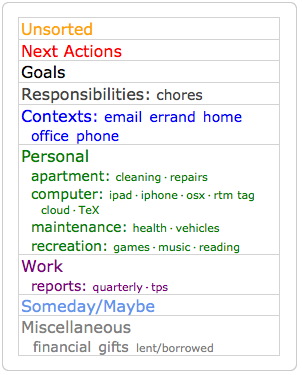 Unsorted
Next Actions
Goals
Responsibilities: chores
Contexts: email errand home
office phone
Personal
apartment: cleaning · repairs
computer: ipad · iphone · osx · rtm tag
cloud · TeX
maintenance: health · vehicles
recreation: games · music · reading
Work
reports: quarterly · tps
Someday/Maybe
Miscellaneous
financial gifts lent/borrowed